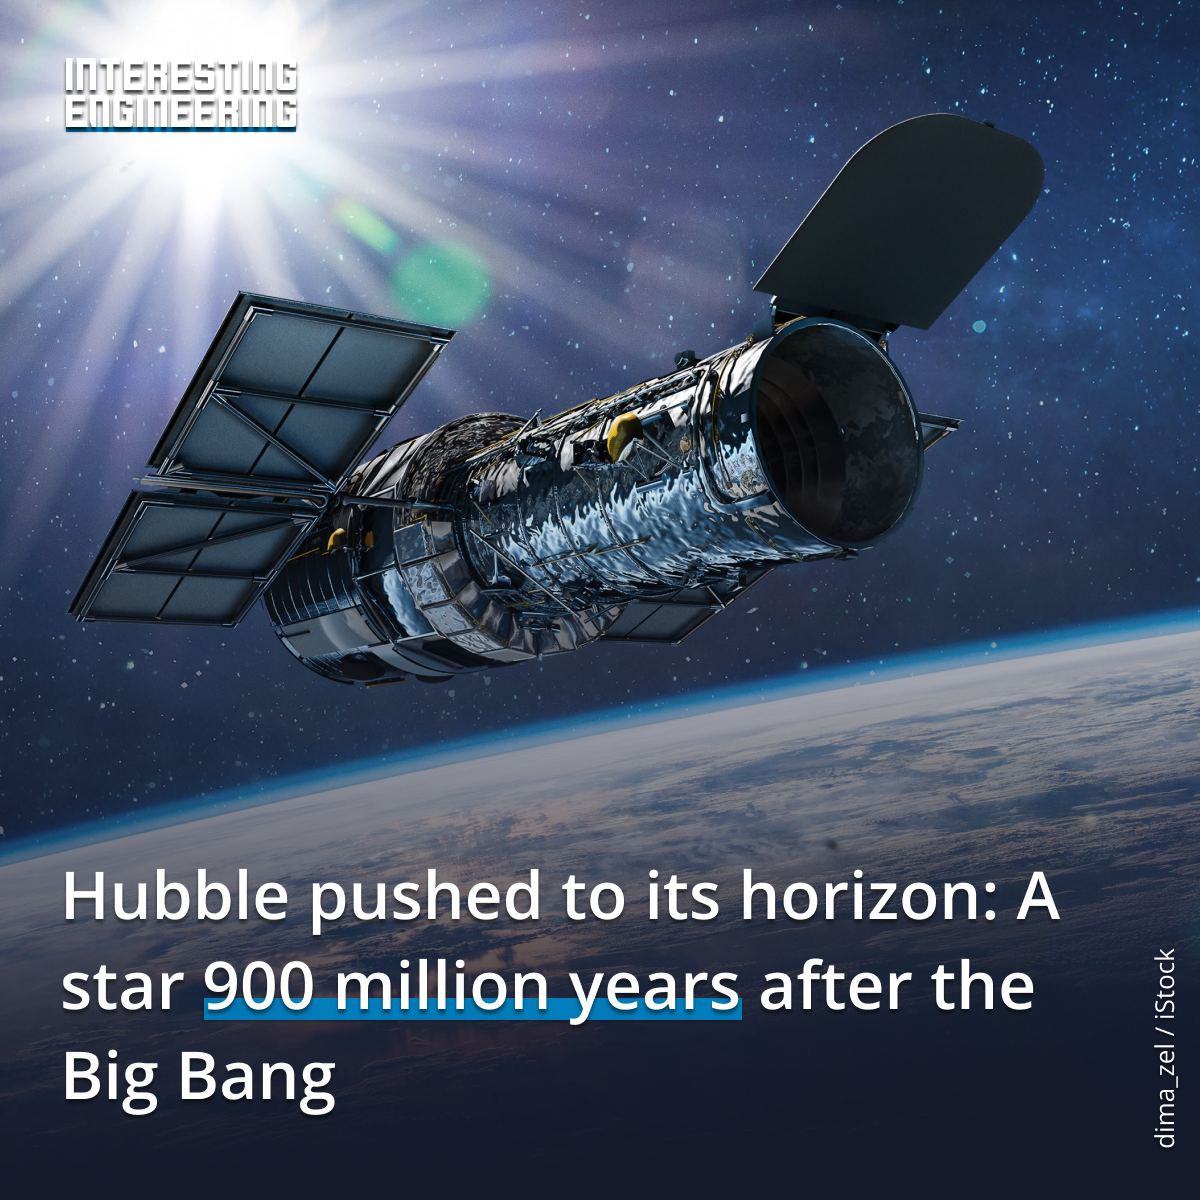 INTERESTING
ENGINEERING
Hubble pushed to its horizon: A
star 900 million years after the
Big Bang
dima_zel / iStock